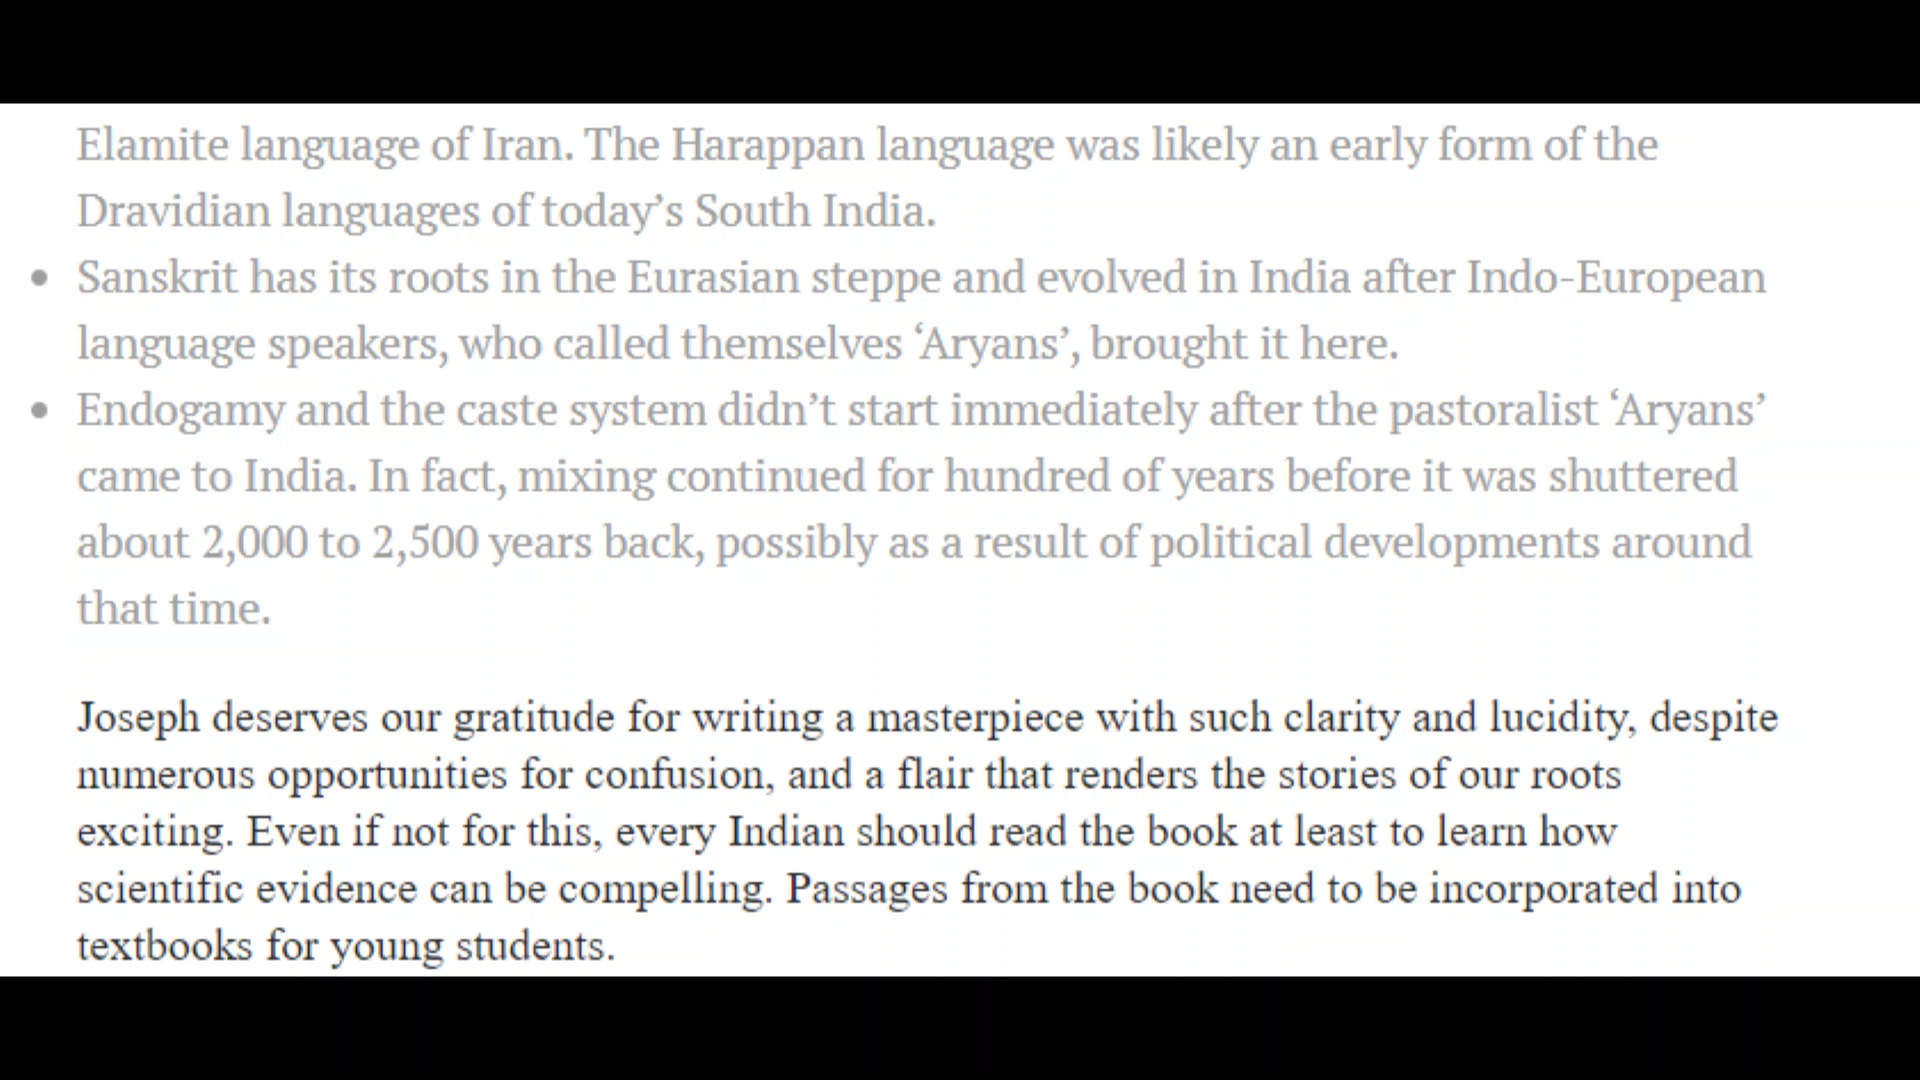 Elamite language of Iran. The Harappan language was likely an early form of the
Dravidian languages of today’s South India.
• Sanskrit has its roots in the Eurasian steppe and evolved in India after Indo-European
language speakers, who called themselves ‘Aryans’, brought it here.
• Endogamy and the caste system didn’t start immediately after the pastoralist ‘Aryans’
came to India. In fact, mixing continued for hundred of years before it was shuttered
about 2,000 to 2,500 years back, possibly as a result of political developments around
that time.
Joseph deserves our gratitude for writing a masterpiece with such clarity and lucidity, despite
numerous opportunities for confusion, and a flair that renders the stories of our roots
exciting. Even if not for this, every Indian should read the book at least to learn how
scientific evidence can be compelling. Passages from the book need to be incorporated into
textbooks for young students.